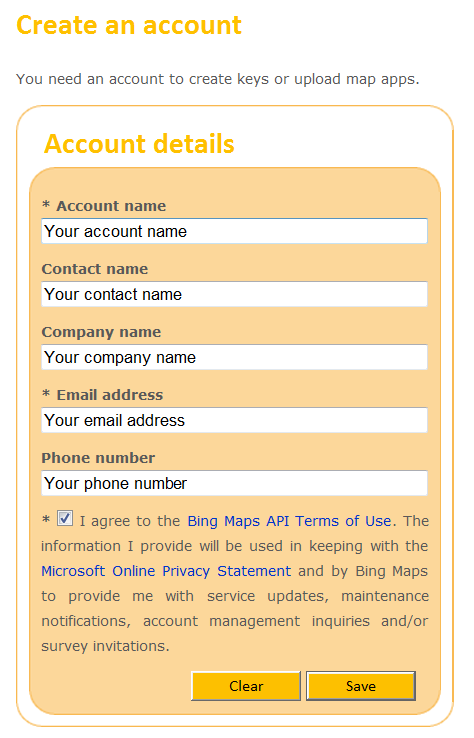 Create an account
You need an account to create keys or upload map apps.
Account details
* Account name
Your account name
Contact name
Your contact name
Company name
Your company name
* Email address
Your email address
Phone number
Your phone number
* I agree to the Bing Maps API Terms of Use. The
information I provide will be used in keeping with the
Microsoft Online Privacy Statement and by Bing Maps
to provide me with service updates, maintenance
notifications, account management inquiries and/or
survey invitations.
Clear Save